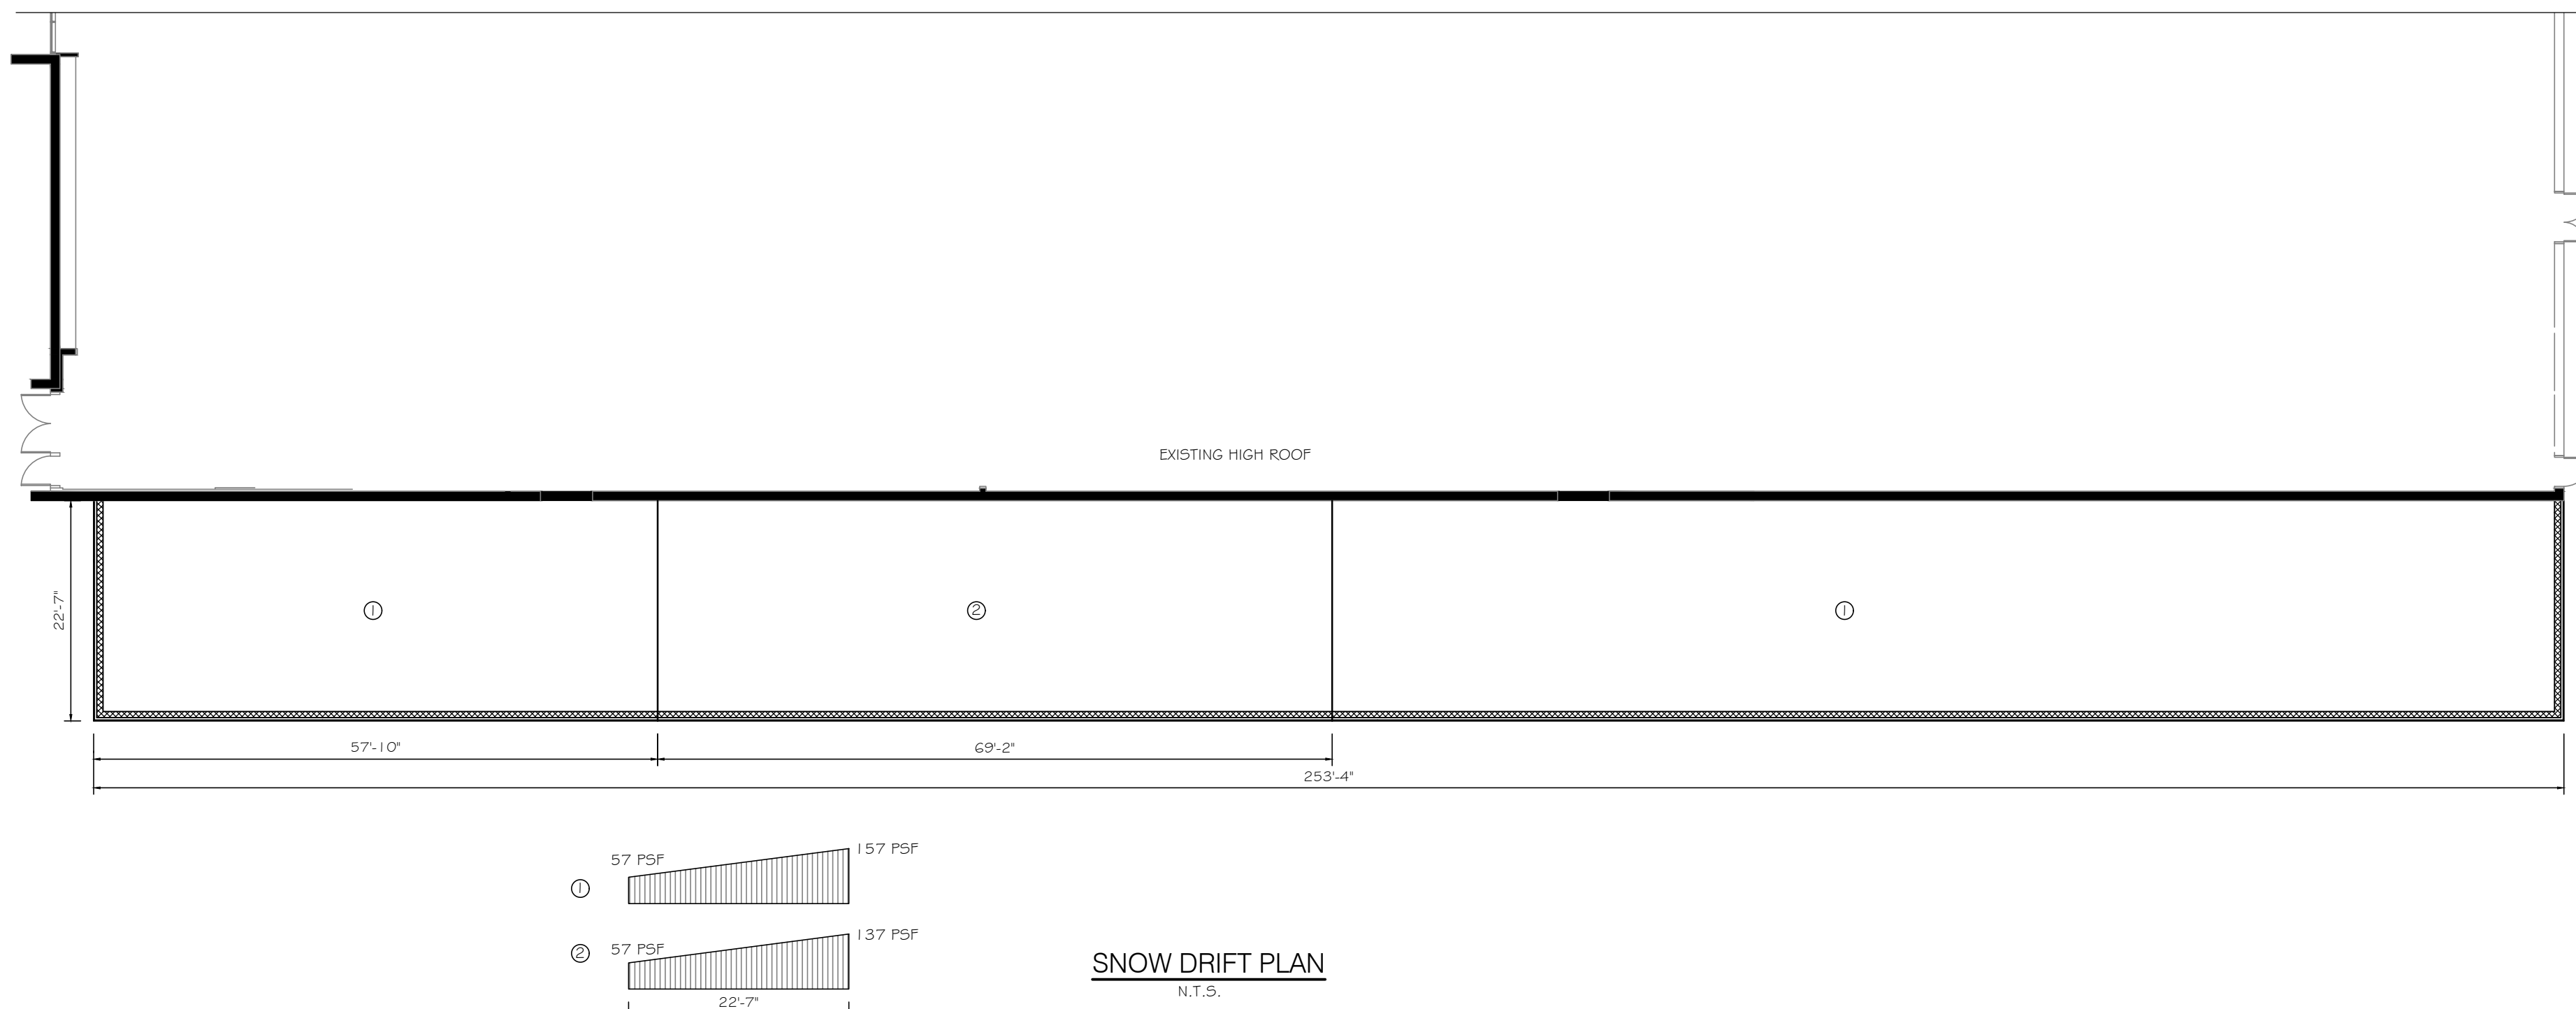 EXISTING HIGH ROOF
22'-7"
1
2
1
57'-10"
69'-2"
253'-4"
57 PSF
157 PSF
1
57 PSF
137 PSF
2
22'-7"
SNOW DRIFT PLAN
N.T.S.